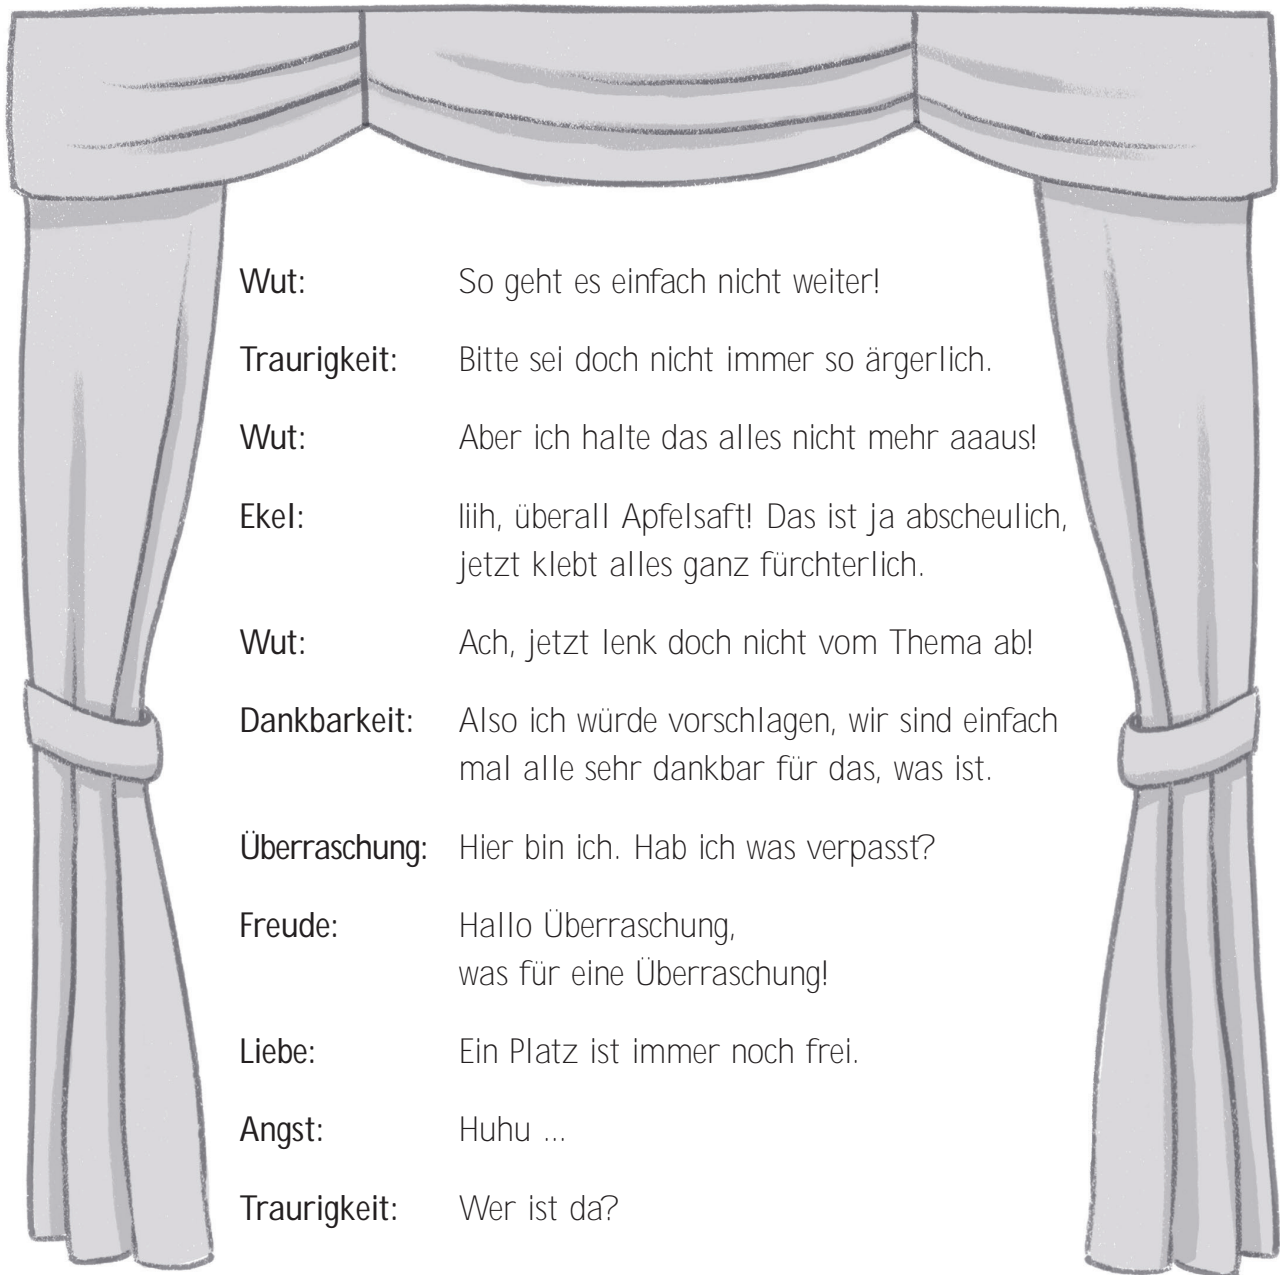 Wut: So geht es einfach nicht weiter!
Traurigkeit: Bitte sei doch nicht immer so ärgerlich.
Wut: Aber ich halte das alles nicht mehr aaaus!
Ekel: Iiih, überall Apfelsaft! Das ist ja abscheulich,
jetzt klebt alles ganz fürchterlich.
Wut: Ach, jetzt lenk doch nicht vom Thema ab!
Dankbarkeit: Also ich würde vorschlagen, wir sind einfach
mal alle sehr dankbar für das, was ist.
Überraschung: Hier bin ich. Hab ich was verpasst?
Freude: Hallo Überraschung,
was für eine Überraschung!
Liebe: Ein Platz ist immer noch frei.
Angst: Huhu ...
Traurigkeit: Wer ist da?